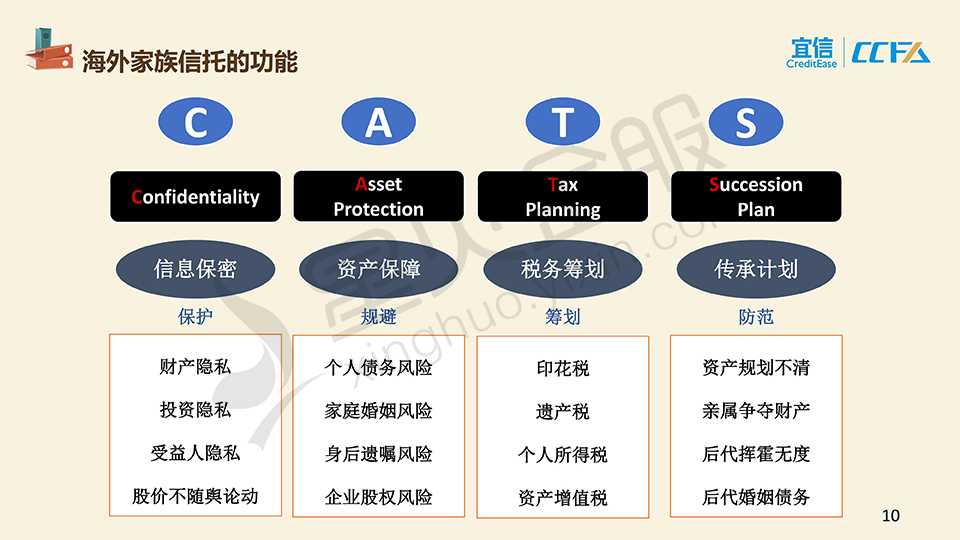 海外家族信托的功能
宜信
CreditEase
CCFA
C
A
T
S
Confidentiality
Asset
Protection
Tax
Planning
Succession
Plan
信息保密
资产保障
税务筹划
传承计划
保护
规避
筹划
防范
财产隐私
投资隐私
受益人隐私
股价不随舆论动
个人债务风险
家庭婚姻风险
身后遗嘱风险
企业股权风险
印花税
遗产税
个人所得税
资产增值税
资产规划不清
亲属争夺财产
后代挥霍无度
后代婚姻债务
星火金服
xinghuo.yixin.com
10